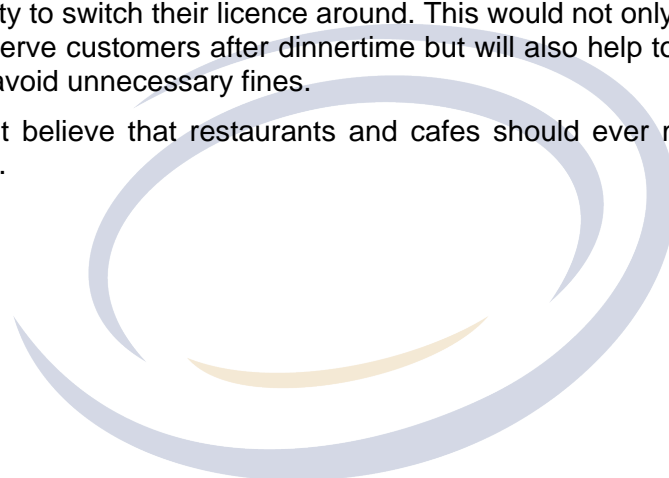 ty to switch their licence around. This would not only
erve customers after dinnertime but will also help to
avoid unnecessary fines.
t believe that restaurants and cafes should ever
.